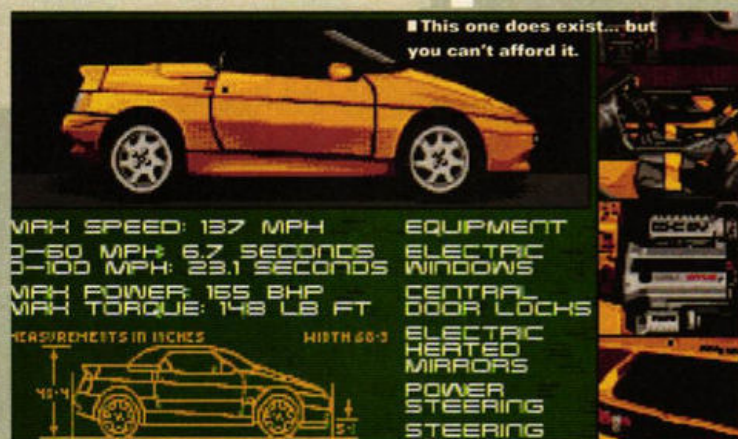 This one does exist... but
you can't afford it.
MAX SPEED: 137 MPH
0-60 MPH: 6.7 SECONDS
0-100 MPH: 23.1 SECONDS
MAX POWER: 165 BHP
MAX TORQUE: 148 LB FT
MEASUREMENTS IN INCHES
WIDTH 68·3
48·4
5·1
EQUIPMENT
ELECTRIC
WINDOWS
CENTRAL
DOOR LOCKS
ELECTRIC
HEATED
MIRRORS
POWER
STEERING
STEERING